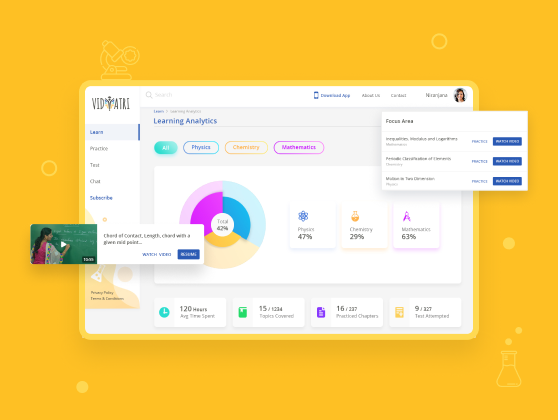 VIDYATRI
Search
Download App
About Us
Contact
Niranjana
Learn
Practice
Test
Chat
Subscribe
Learn > Learning Analytics
Learning Analytics
All
Physics
Chemistry
Mathematics
Total
42%
Physics
47%
Chemistry
29%
Mathematics
63%
Focus Area
Inequalities, Modulus and Logarithms
Mathematics
PRACTICE
WATCH VIDEO
Periodic Classification of Elements
Chemistry
PRACTICE
WATCH VIDEO
Motion in Two Dimension
Physics
PRACTICE
WATCH VIDEO
10:55
Chord of Contact, Length, chord with a
given mid point...
WATCH VIDEO
RESUME
Privacy Policy
Terms & Conditions
120 Hours
Avg Time Spent
15 / 1234
Topics Covered
16 / 237
Practiced Chapters
9 / 327
Test Attempted